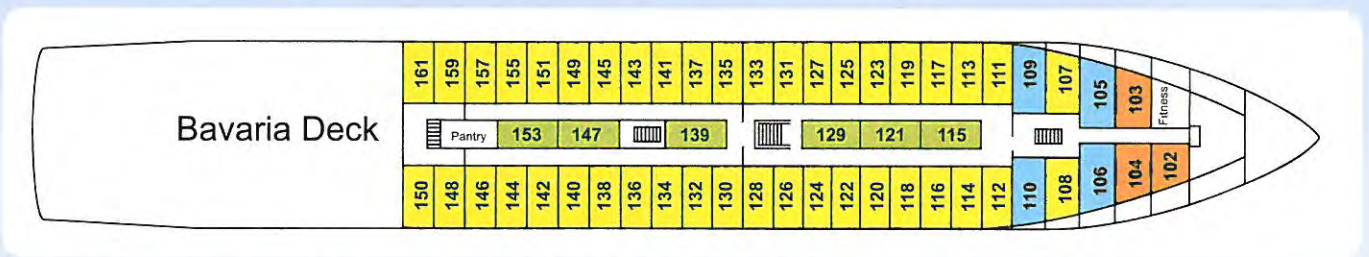 161 159 157 155 151 149 145 143 141 137 135 133 131 127 125 123 119 117 113 111 109 107 105 103 Fitness
Bavaria Deck Pantry 153 147 139 129 121 115
150 148 146 144 142 140 138 136 134 132 130 128 126 124 122 120 118 116 114 112 110 108 106 104 102